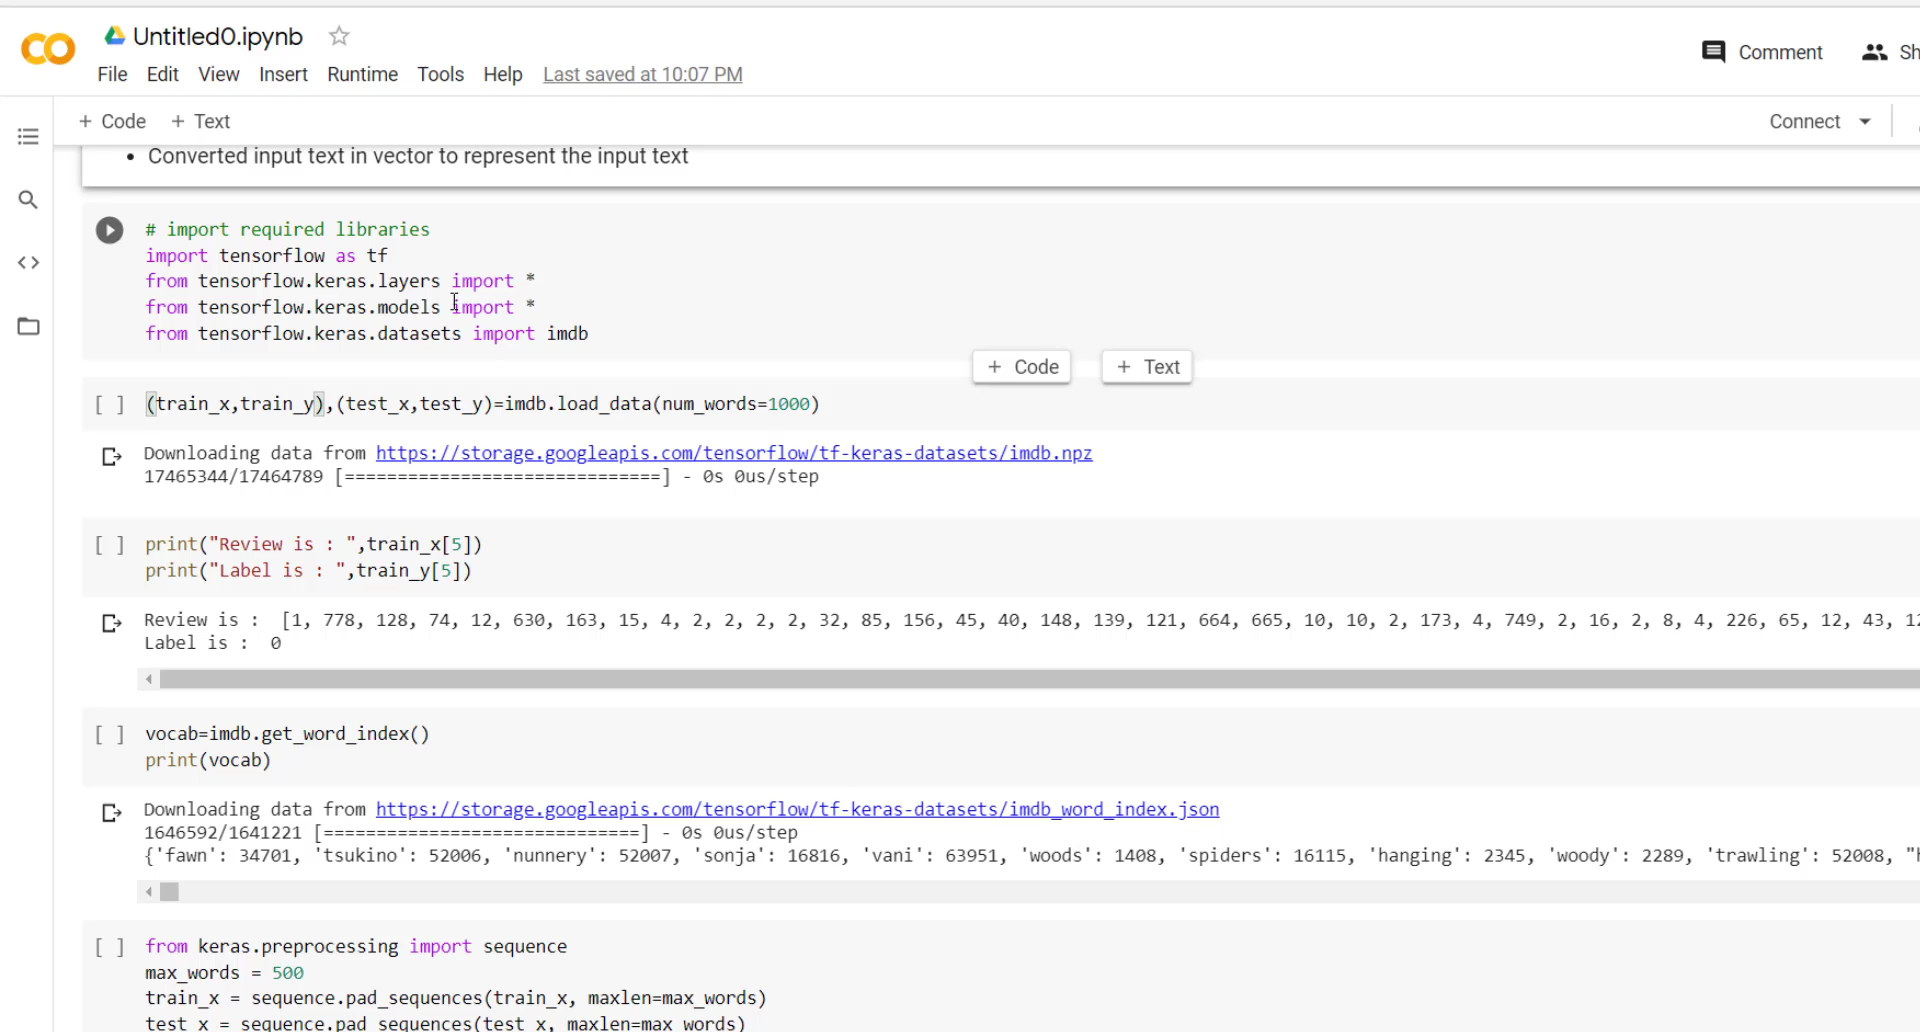 Untitled0.ipynb
File Edit View Insert Runtime Tools Help Last saved at 10:07 PM
Comment
+ Code + Text
Connect
• Converted input text in vector to represent the input text
# import required libraries
import tensorflow as tf
from tensorflow.keras.layers import *
from tensorflow.keras.models import *
from tensorflow.keras.datasets import imdb
+ Code + Text
[ ] (train_x,train_y),(test_x,test_y)=imdb.load_data(num_words=1000)
Downloading data from https://storage.googleapis.com/tensorflow/tf-keras-datasets/imdb.npz
17465344/17464789 [==============================] - 0s 0us/step
[ ] print("Review is : ",train_x[5])
print("Label is : ",train_y[5])
Review is :  [1, 778, 128, 74, 12, 630, 163, 15, 4, 2, 2, 2, 2, 32, 85, 156, 45, 40, 148, 139, 121, 664, 665, 10, 10, 2, 173, 4, 749, 2, 16, 2, 8, 4, 226, 65, 12, 43,
Label is :  0
[ ] vocab=imdb.get_word_index()
print(vocab)
Downloading data from https://storage.googleapis.com/tensorflow/tf-keras-datasets/imdb_word_index.json
1646592/1641221 [==============================] - 0s 0us/step
{'fawn': 34701, 'tsukino': 52006, 'nunnery': 52007, 'sonja': 16816, 'vani': 63951, 'woods': 1408, 'spiders': 16115, 'hanging': 2345, 'woody': 2289, 'trawling': 52008,
[ ] from keras.preprocessing import sequence
max_words = 500
train_x = sequence.pad_sequences(train_x, maxlen=max_words)
test_x = sequence.pad_sequences(test_x, maxlen=max_words)